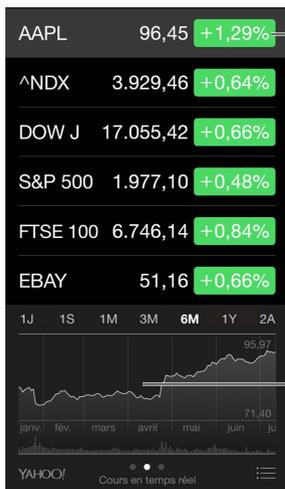 AAPL 96,45 +1,29%
^NDX 3.929,46 +0,64%
DOW J 17.055,42 +0,66%
S&P 500 1.977,10 +0,48%
FTSE 100 6.746,14 +0,84%
EBAY 51,16 +0,66%
1J 1S 1M 3M 6M 1Y 2A
95,97
71,40
janv. fév. mars avril mai juin ju
YAHOO!
Cours en temps réel